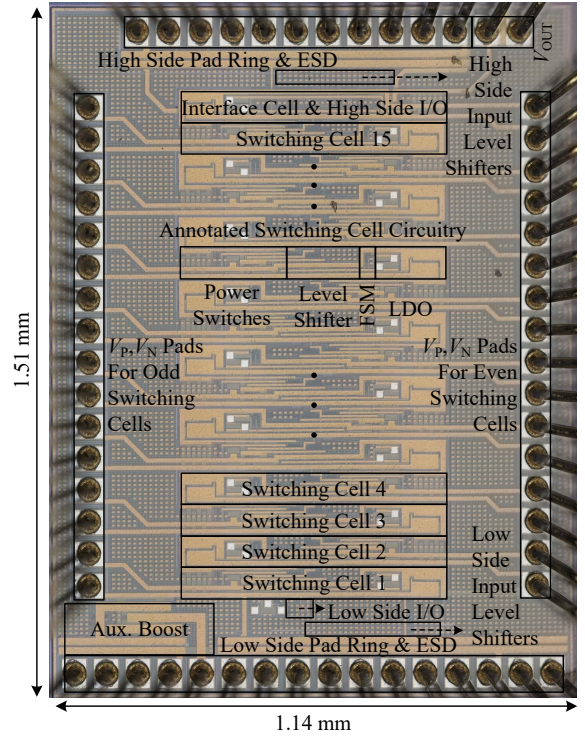 High Side Pad Ring & ESD
VOUT
High
Side
Input
Level
Shifters
Interface Cell & High Side I/O
Switching Cell 15
Annotated Switching Cell Circuitry
Power
Switches
Level
Shifter
FSM
LDO
VP,VN Pads
For Odd
Switching
Cells
VP,VN Pads
For Even
Switching
Cells
1.51 mm
Switching Cell 4
Switching Cell 3
Switching Cell 2
Switching Cell 1
Low
Side
Input
Level
Shifters
Low Side I/O
Aux. Boost
Low Side Pad Ring & ESD
1.14 mm